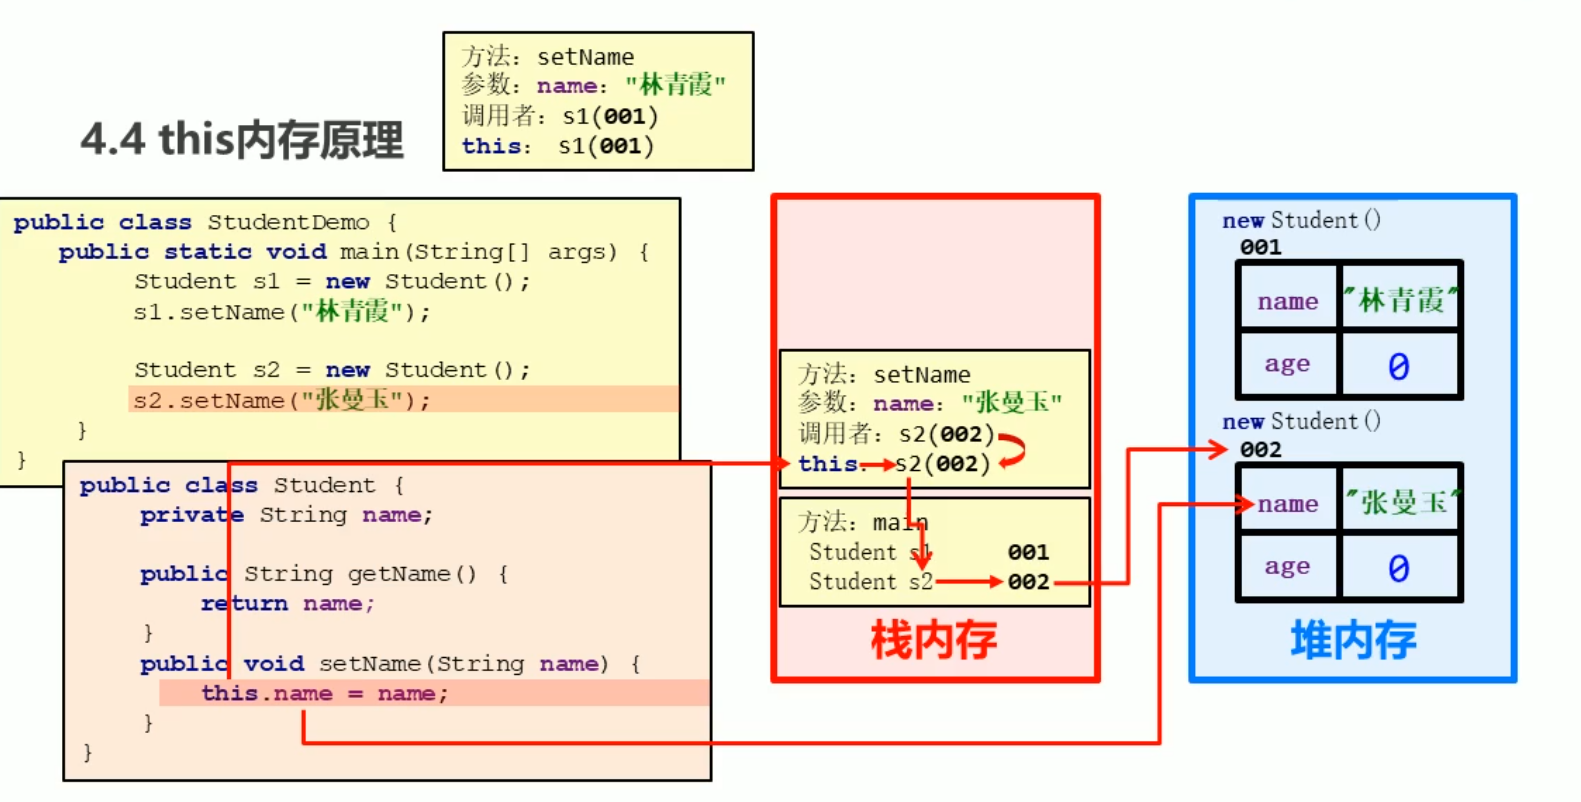 方法：setName
参数：name："林青霞"
调用者：s1(001)
this： s1(001)
4.4 this内存原理
public class StudentDemo {
public static void main(String[] args) {
Student s1 = new Student();
s1.setName("林青霞");
Student s2 = new Student();
s2.setName("张曼玉");
}
}
public class Student {
private String name;
public String getName() {
return name;
}
public void setName(String name) {
this.name = name;
}
}
方法：setName
参数：name："张曼玉"
调用者：s2(002)
this：s2(002)
方法：main
Student s1 001
Student s2 002
栈内存
new Student()
001
name "林青霞"
age 0
new Student()
002
name "张曼玉"
age 0
堆内存